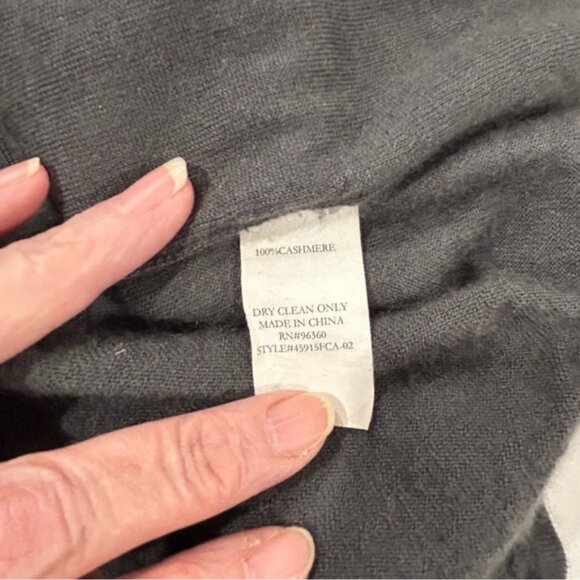 100%CASHMERE
DRY CLEAN ONLY
MADE IN CHINA
RN#96360
STYLE#45915FCA-02